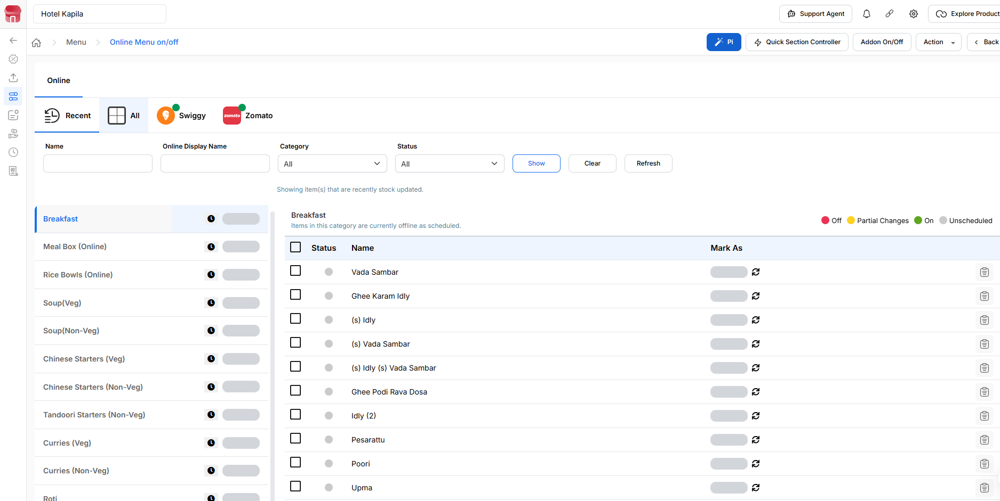 Hotel Kapila
Support Agent
Explore Product
Menu
Online Menu on/off
Pi
Quick Section Controller
Addon On/Off
Action
Back
Online
Recent
All
Swiggy
zomato
Zomato
Name
Online Display Name
Category
Status
All
All
Show
Clear
Refresh
Showing item(s) that are recently stock updated.
Breakfast
Meal Box (Online)
Rice Bowls (Online)
Soup(Veg)
Soup(Non-Veg)
Chinese Starters (Veg)
Chinese Starters (Non-Veg)
Tandoori Starters (Non-Veg)
Curries (Veg)
Curries (Non-Veg)
Roti
Breakfast
Items in this category are currently offline as scheduled.
Off
Partial Changes
On
Unscheduled
Status
Name
Mark As
Vada Sambar
Ghee Karam Idly
(s) Idly
(s) Vada Sambar
(s) Idly (s) Vada Sambar
Ghee Podi Rava Dosa
Idly (2)
Pesarattu
Poori
Upma